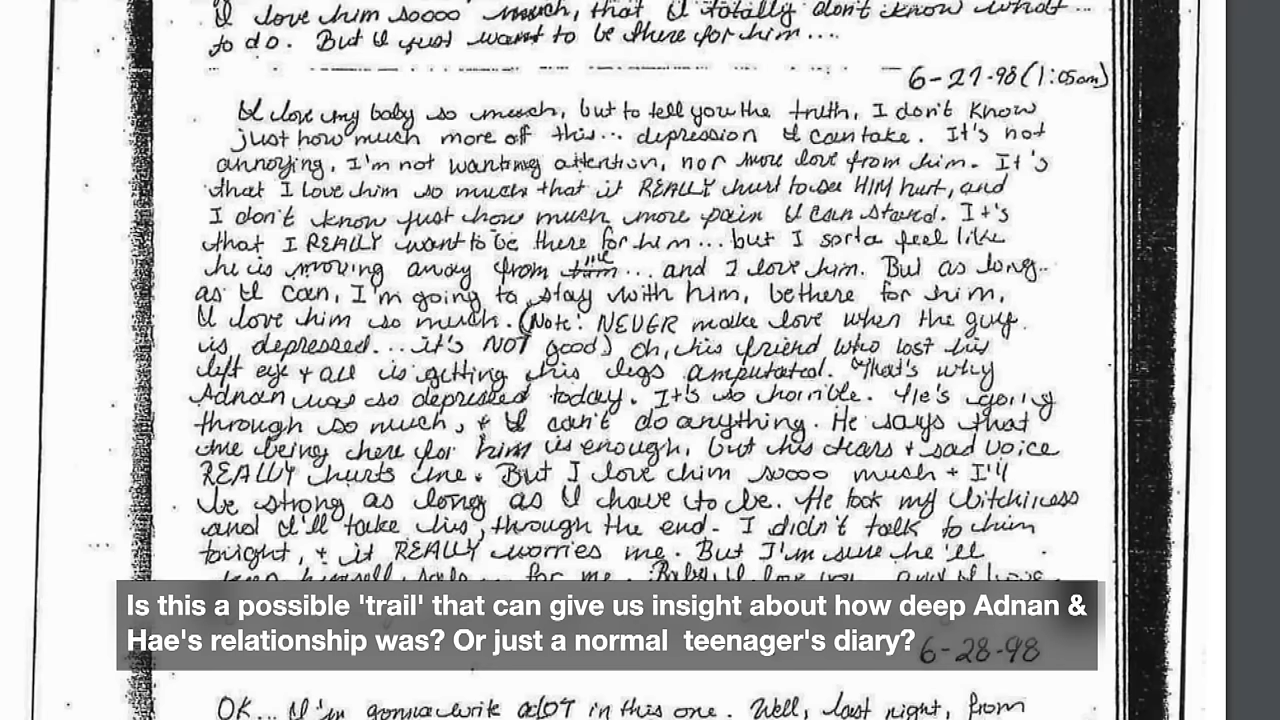 I love him soooo much, that I totally don't know what...
to do. But I just want to be there for him....
6-27-98 (1:05am)
I love my baby so much, but to tell you the truth, I don't know
just how much more off this... depression I can take. It's not
annoying, I'm not wanting attention, nor more love from him. It's
that I love him so much that it REALLY hurt to see HIM hurt, and
I don't know just how much more pain I can stand. It's
that I REALLY want to be there for him... but I sorta feel like
he is moving away from me... and I love him. But as long..
as I can, I'm going to stay with him, be there for him,
I love him so much. (Note: NEVER make love when the guy
is depressed... it's NOT good) Oh, his friend who lost his
left eye + all is getting his legs amputated. That's why
Adnan was so depressed today. It's so horrible. He's going
through so much, + I can't do anything. He says that
me being there for him is enough, but his tears + sad voice
REALLY hurts me. But I love him soooo much + I'll
be strong as long as I have to be. He took my bitchiness
and I'll take his, through the end. I didn't talk to him
tonight, + it REALLY worries me. But I'm sure he'll
keep himself safe... for me. Baby, I love you, and I
Is this a possible 'trail' that can give us insight about how deep Adnan &
Hae's relationship was? Or just a normal teenager's diary?
6-28-98
OK... I'm gonna write alOT in this one. Well, last night, from